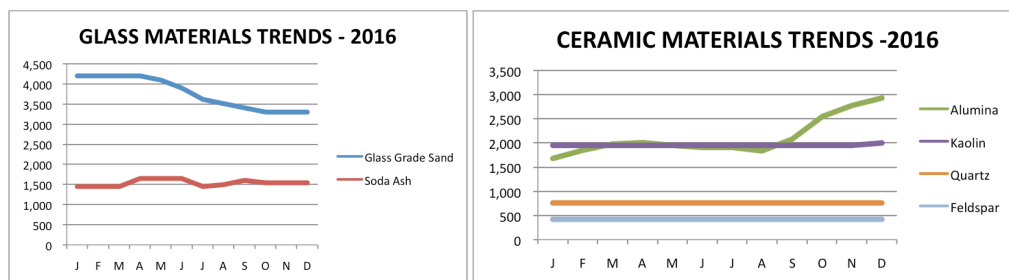 GLASS MATERIALS TRENDS - 2016
4,500
4,000
3,500
3,000
2,500
2,000
1,500
1,000
500
0
J F M A M J J A S O N D
Glass Grade Sand
Soda Ash
CERAMIC MATERIALS TRENDS -2016
3,500
3,000
2,500
2,000
1,500
1,000
500
0
J F M A M J J A S O N D
Alumina
Kaolin
Quartz
Feldspar